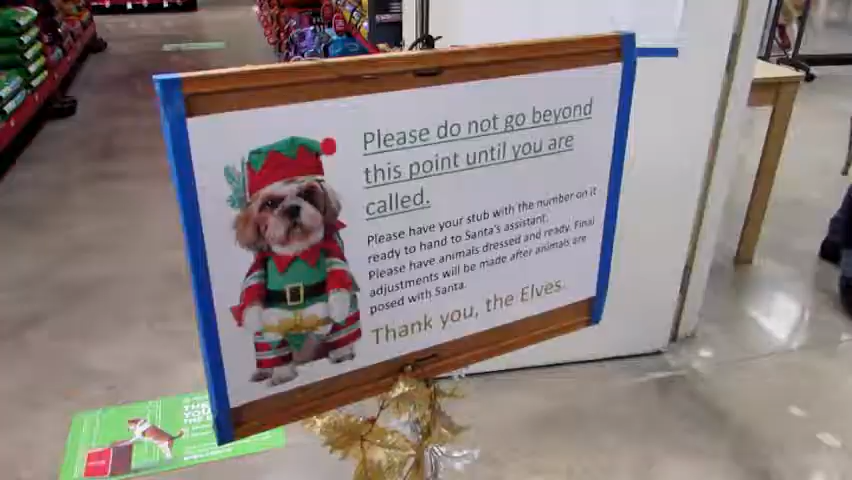 Please do not go beyond
this point until you are
called.
Please have your stub with the number on it
ready to hand to Santa's assistant.
Please have animals dressed and ready. Final
adjustments will be made after animals are
posed with Santa.
Thank you, the Elves.